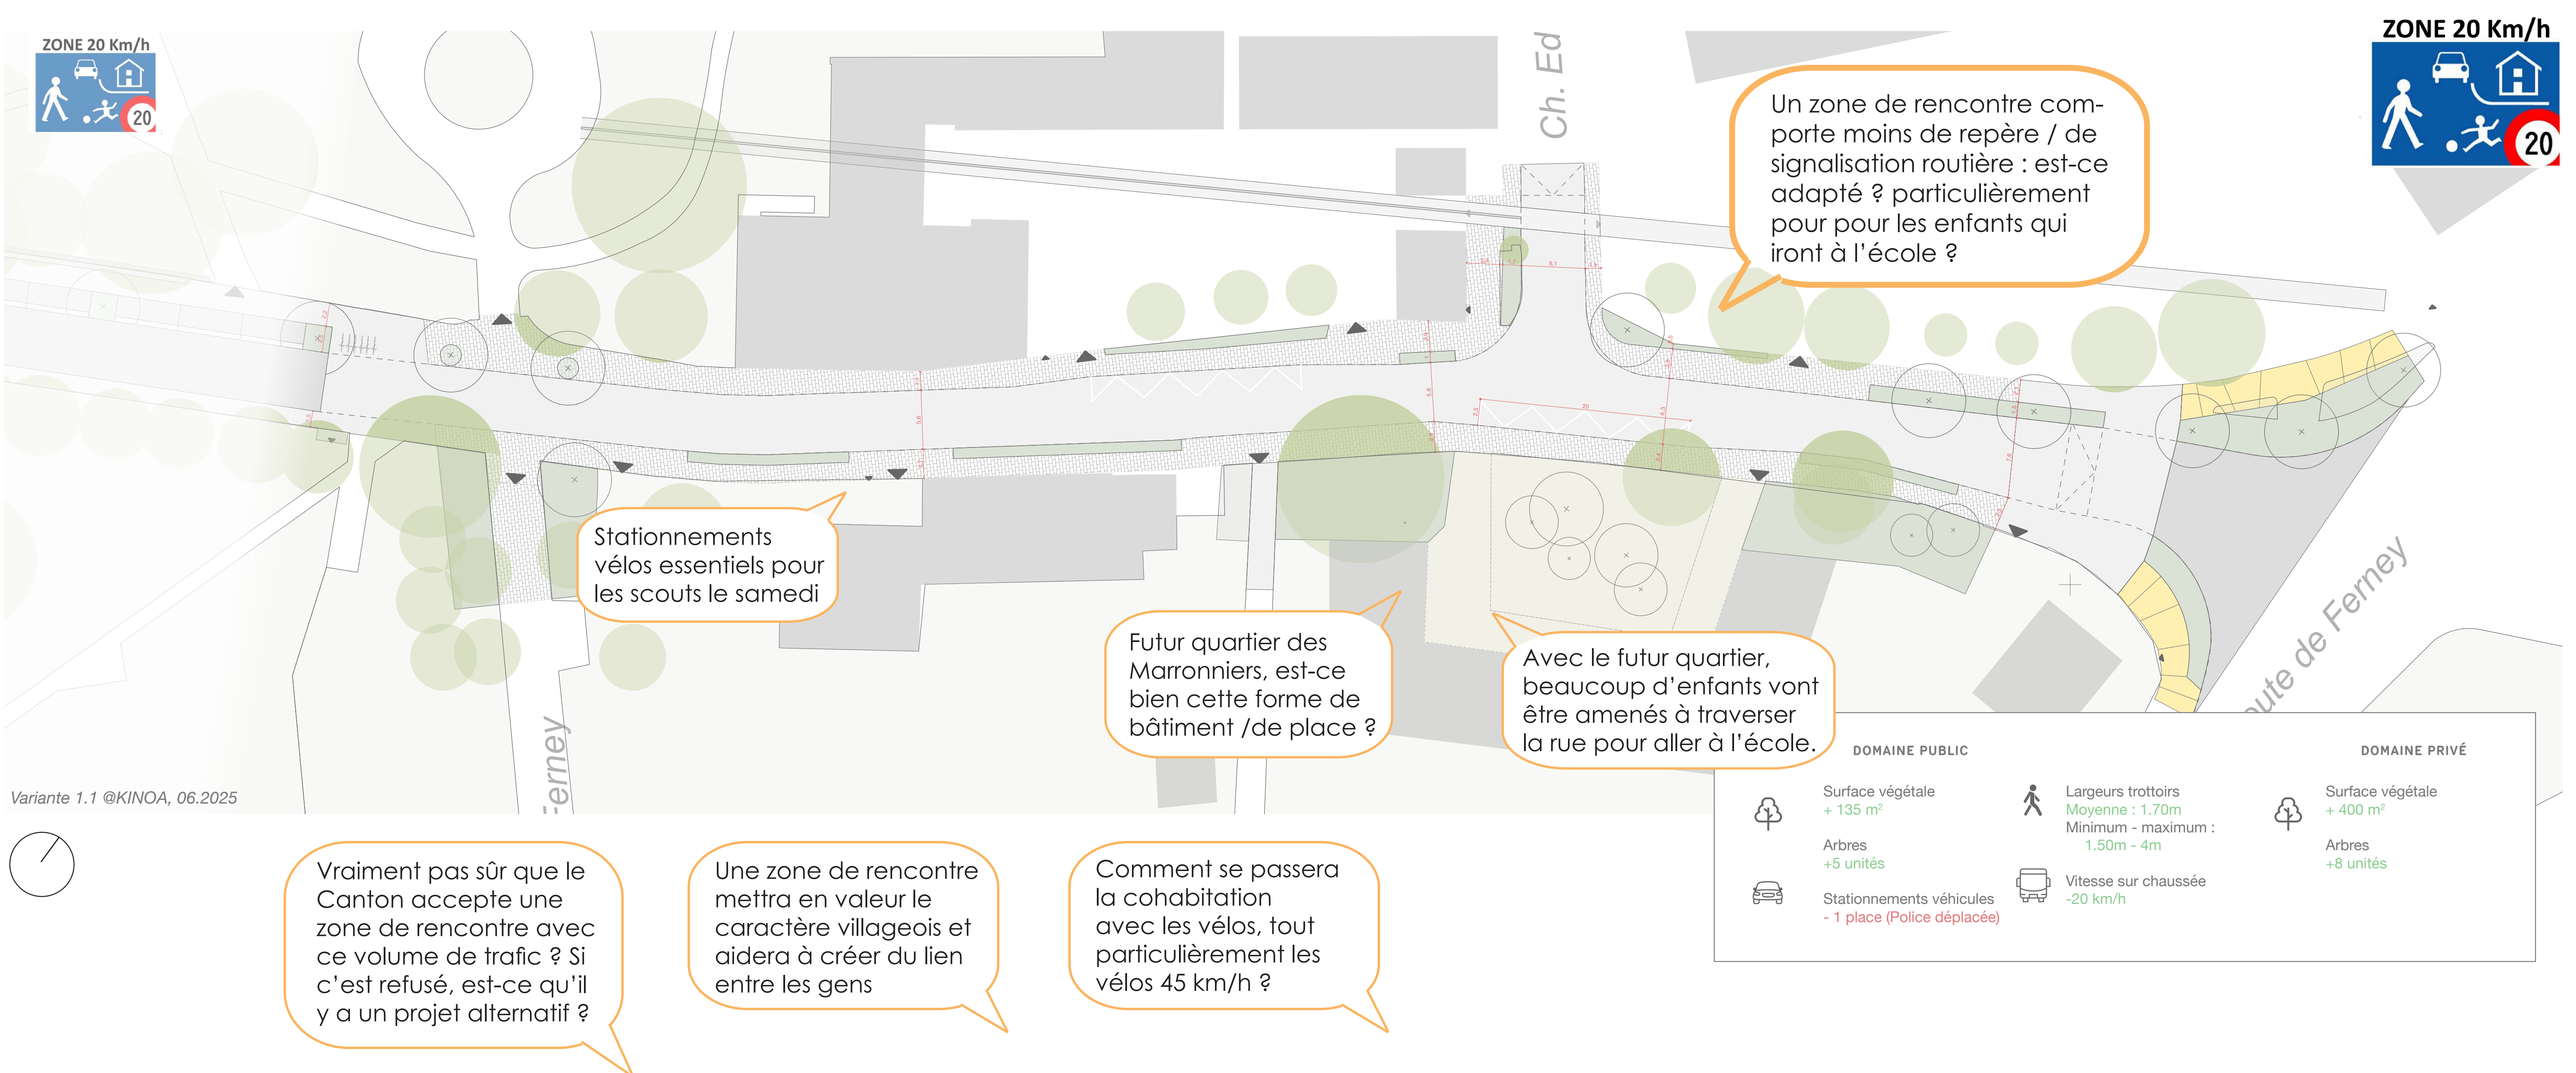 ZONE 20 Km/h
20
ZONE 20 Km/h
20
Ch. Ed
Un zone de rencontre com-
porte moins de repère / de
signalisation routière : est-ce
adapté ? particulièrement
pour pour les enfants qui
iront à l'école ?
Stationnements
vélos essentiels pour
les scouts le samedi
Futur quartier des
Marronniers, est-ce
bien cette forme de
bâtiment /de place ?
Avec le futur quartier,
beaucoup d'enfants vont
être amenés à traverser
la rue pour aller à l'école.
oute de Ferney
Ferney
Variante 1.1 @KINOA, 06.2025
DOMAINE PUBLIC
Surface végétale
+ 135 m²
Arbres
+5 unités
Stationnements véhicules
- 1 place (Police déplacée)
Largeurs trottoirs
Moyenne : 1.70m
Minimum - maximum :
1.50m - 4m
Vitesse sur chaussée
-20 km/h
DOMAINE PRIVÉ
Surface végétale
+ 400 m²
Arbres
+8 unités
Vraiment pas sûr que le
Canton accepte une
zone de rencontre avec
ce volume de trafic ? Si
c'est refusé, est-ce qu'il
y a un projet alternatif ?
Une zone de rencontre
mettra en valeur le
caractère villageois et
aidera à créer du lien
entre les gens
Comment se passera
la cohabitation
avec les vélos, tout
particulièrement les
vélos 45 km/h ?